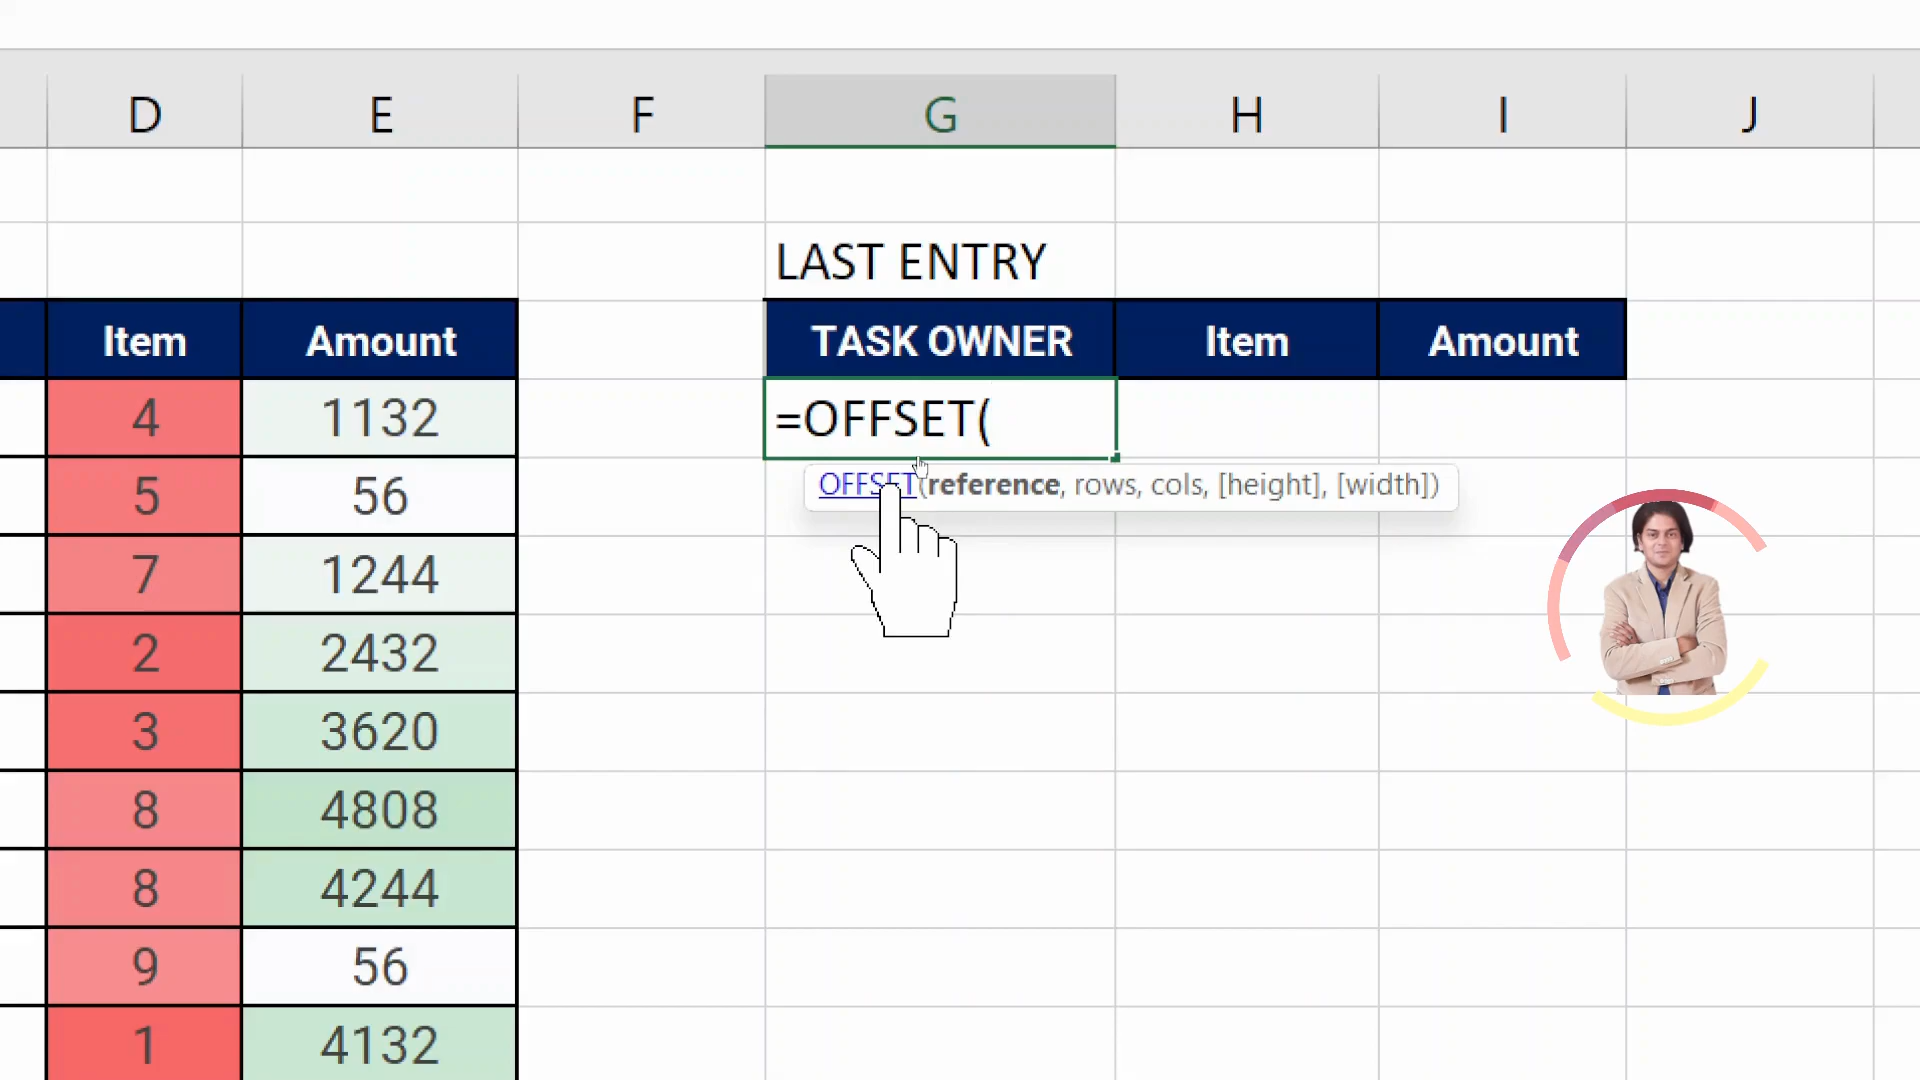 D E F G H I J
LAST ENTRY
Item Amount TASK OWNER Item Amount
4 1132 =OFFSET(
OFFSET(reference, rows, cols, [height], [width])
5 56
7 1244
2 2432
3 3620
8 4808
8 4244
9 56
1 4132